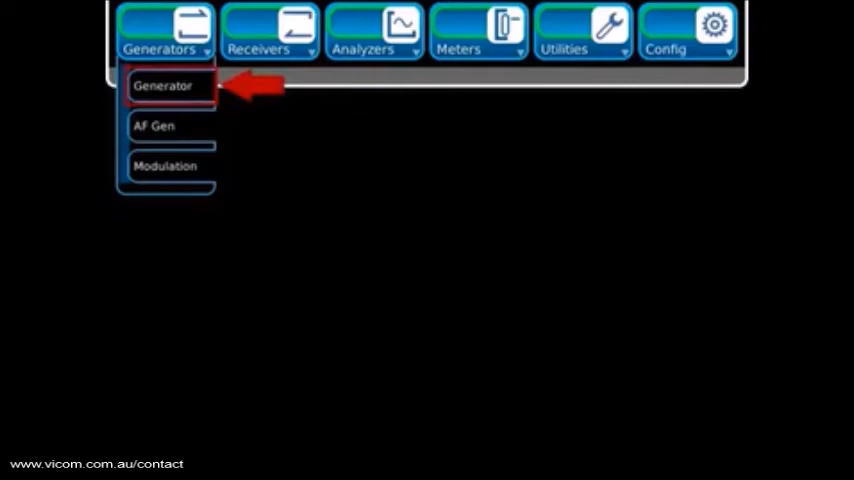 Generators Receivers Analyzers Meters Utilities Config
Generator
AF Gen
Modulation
www.vicom.com.au/contact